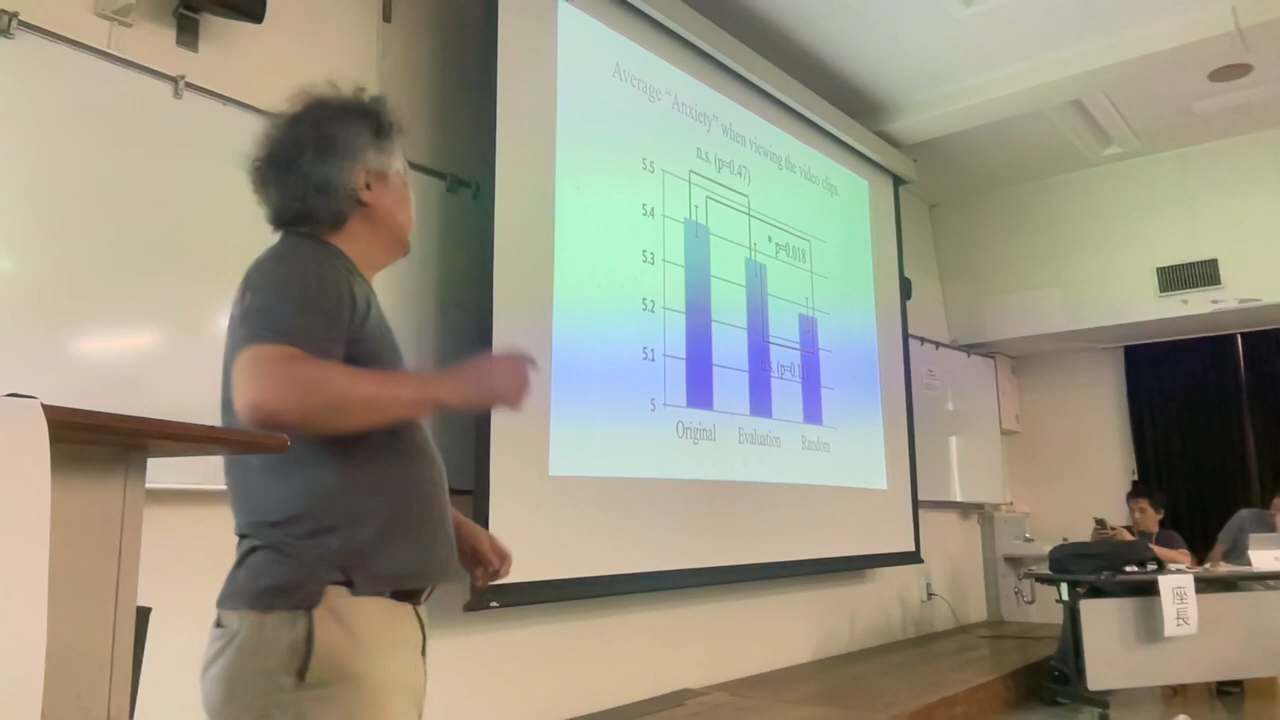 Average “Anxiety” when viewing the video clips.
n.s. (p=0.47)
* p=0.018
5.5
5.4
5.3
5.2
5.1
5
n.s.
Original Evaluation Random
座長